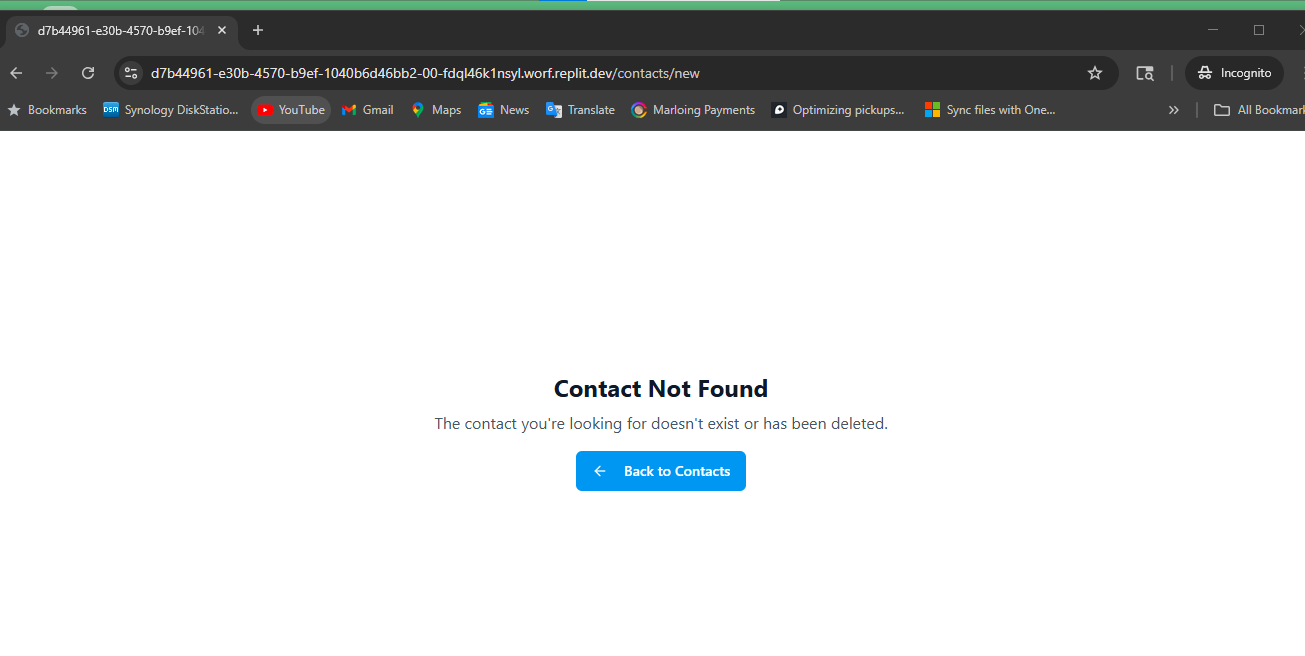 d7b44961-e30b-4570-b9ef-104
d7b44961-e30b-4570-b9ef-1040b6d46bb2-00-fdql46k1nsyl.worf.replit.dev/contacts/new
Incognito
Bookmarks
DSM
Synology DiskStatio...
YouTube
Gmail
Maps
News
Translate
Marloing Payments
Optimizing pickups...
Sync files with One...
All Bookmark
Contact Not Found
The contact you're looking for doesn't exist or has been deleted.
Back to Contacts